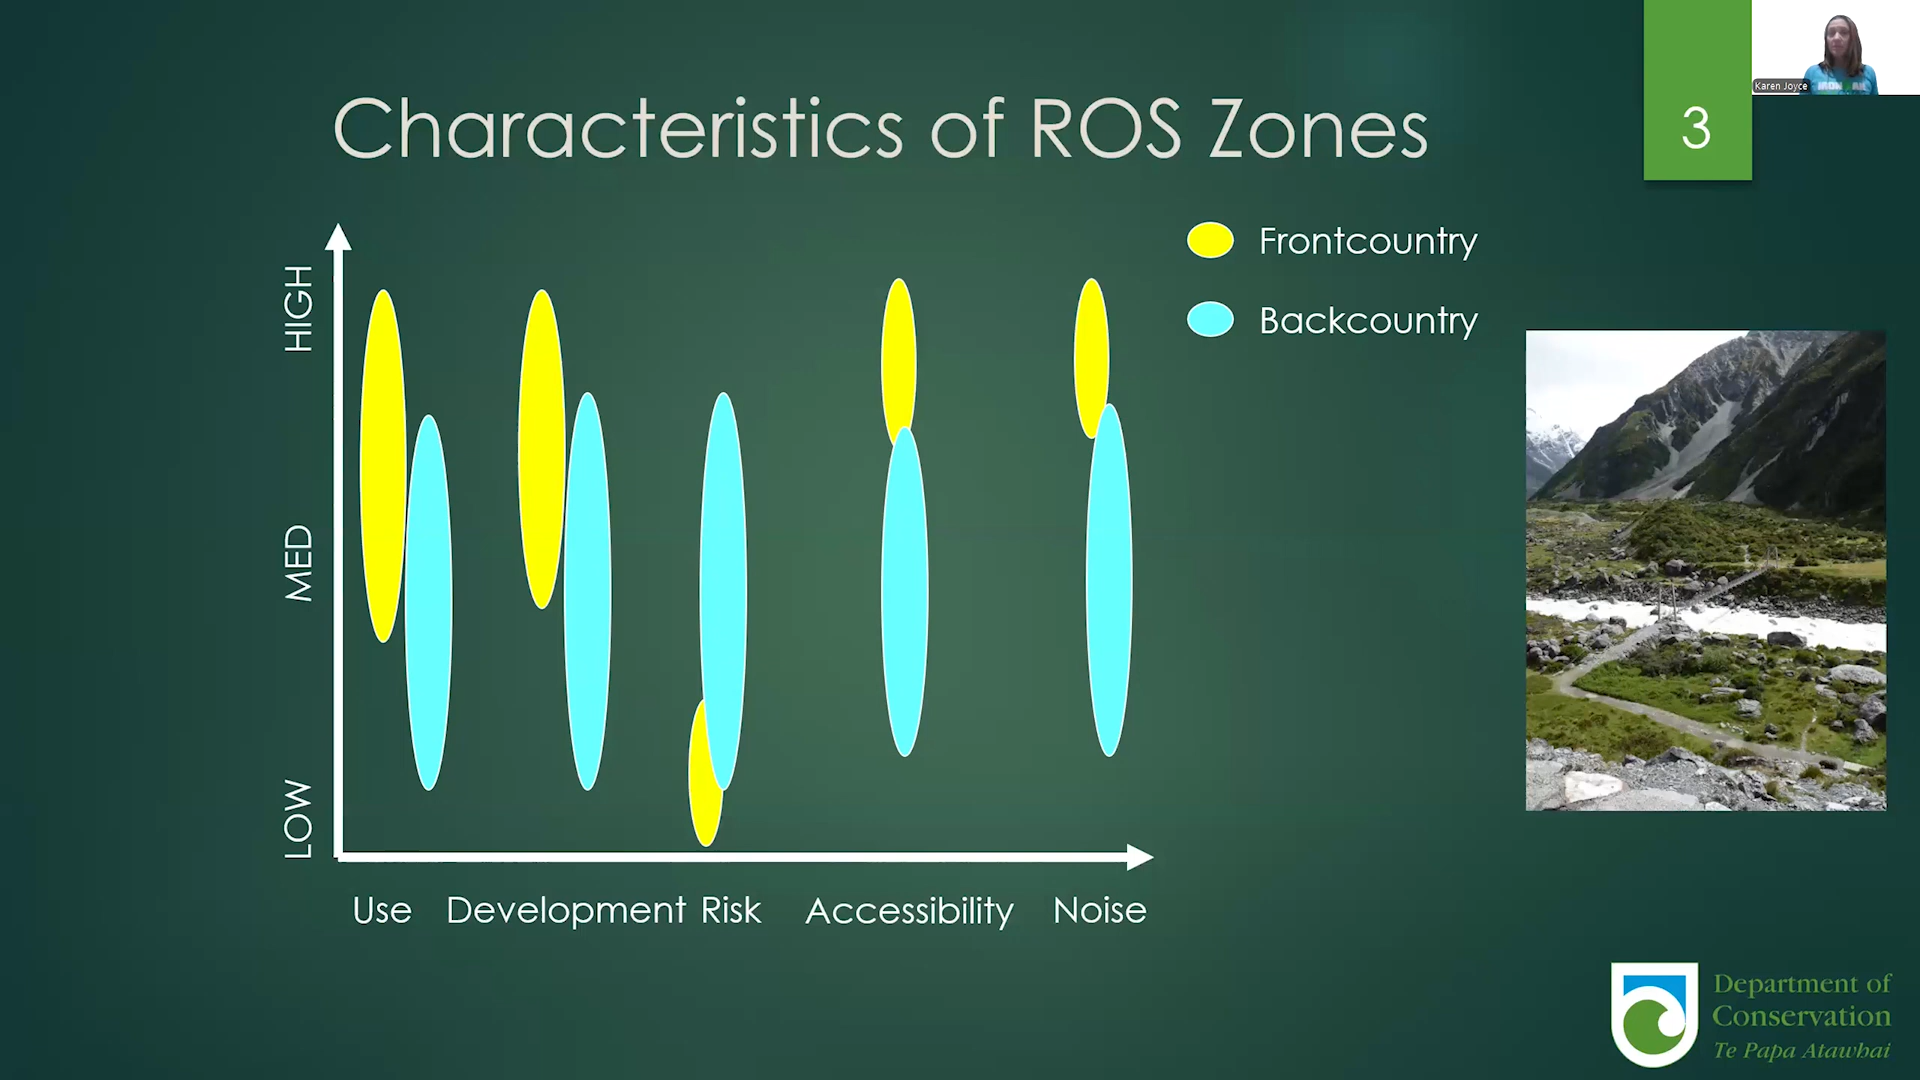 Characteristics of ROS Zones
3
Karen Joyce
Frontcountry
Backcountry
HIGH
MED
LOW
Use Development Risk Accessibility Noise
Department of
Conservation
Te Papa Atawhai